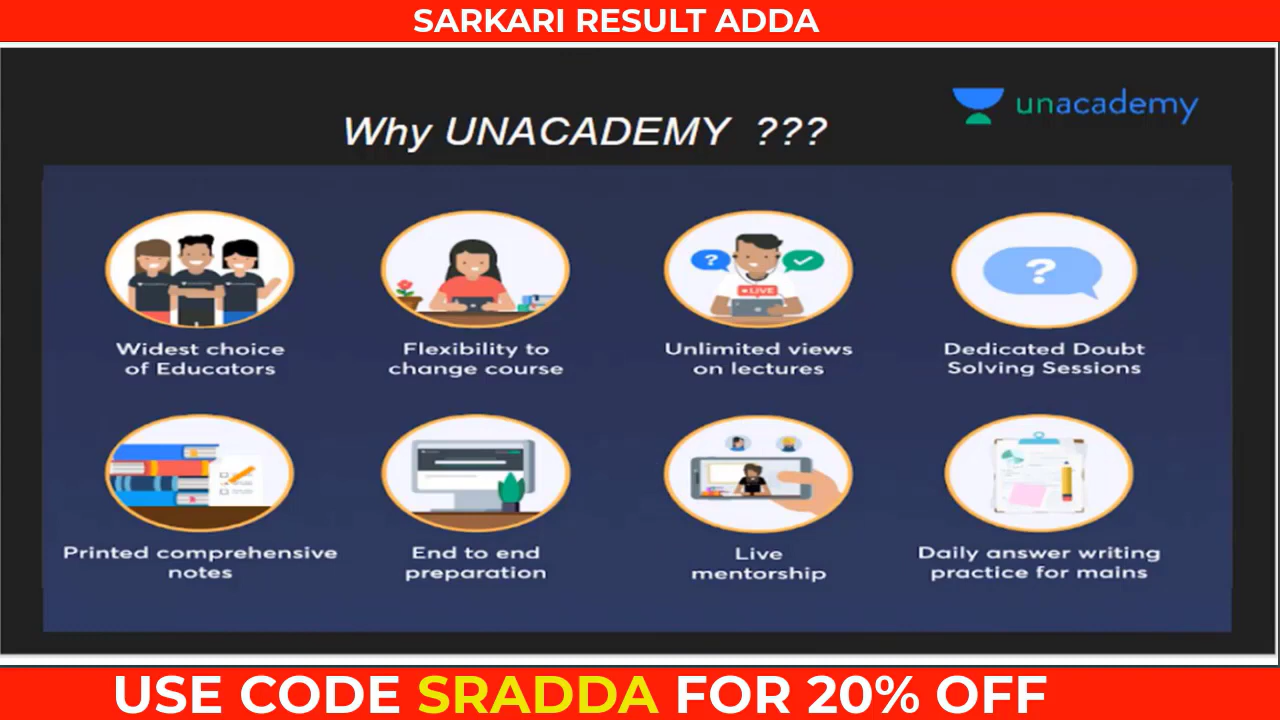 SARKARI RESULT ADDA
unacademy
Why UNACADEMY ???
? LIVE
?
Widest choice
of Educators
Flexibility to
change course
Unlimited views
on lectures
Dedicated Doubt
Solving Sessions
Printed comprehensive
notes
End to end
preparation
Live
mentorship
Daily answer writing
practice for mains
USE CODE SRADDA FOR 20% OFF